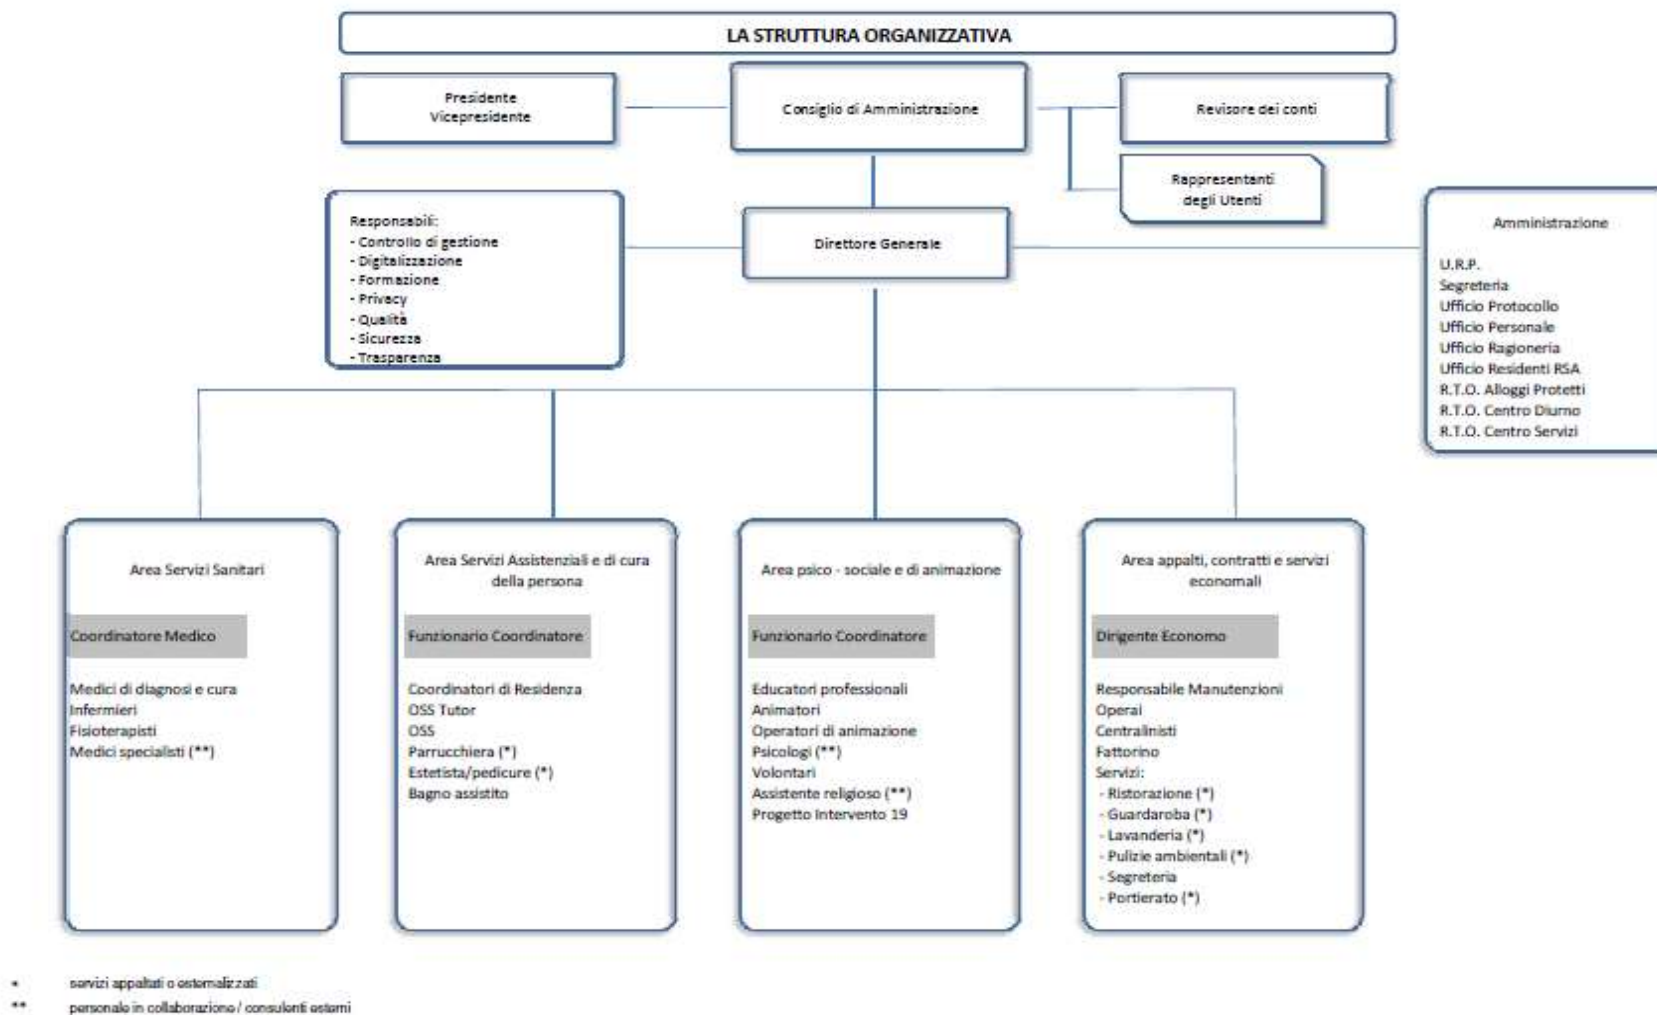 LA STRUTTURA ORGANIZZATIVA
Presidente
Vicepresidente
Consiglio di Amministrazione
Revisore dei conti
Rappresentanti
degli Utenti
Responsabili:
- Controllo di gestione
- Digitalizzazione
- Formazione
- Privacy
- Qualità
- Sicurezza
- Trasparenza
Direttore Generale
Amministrazione
U.R.P.
Segreteria
Ufficio Protocollo
Ufficio Personale
Ufficio Ragioneria
Ufficio Residenti RSA
R.T.O. Alloggi Protetti
R.T.O. Centro Diurno
R.T.O. Centro Servizi
Area Servizi Sanitari
Coordinatore Medico
Medici di diagnosi e cura
Infermieri
Fisioterapisti
Medici specialisti (**)
Area Servizi Assistenziali e di cura
della persona
Funzionario Coordinatore
Coordinatori di Residenza
OSS Tutor
OSS
Parrucchiera (*)
Estetista/pedicure (*)
Bagno assistito
Area psico - sociale e di animazione
Funzionario Coordinatore
Educatori professionali
Animatori
Operatori di animazione
Psicologi (**)
Volontari
Assistente religioso (**)
Progetto Intervento 19
Area appalti, contratti e servizi
economali
Dirigente Economo
Responsabile Manutenzioni
Operai
Centralinisti
Fattorino
Servizi:
- Ristorazione (*)
- Guardaroba (*)
- Lavanderia (*)
- Pulizie ambientali (*)
- Segreteria
- Portierato (*)
* servizi appaltati o esternalizzati
** personale in collaborazione / consulenti esterni